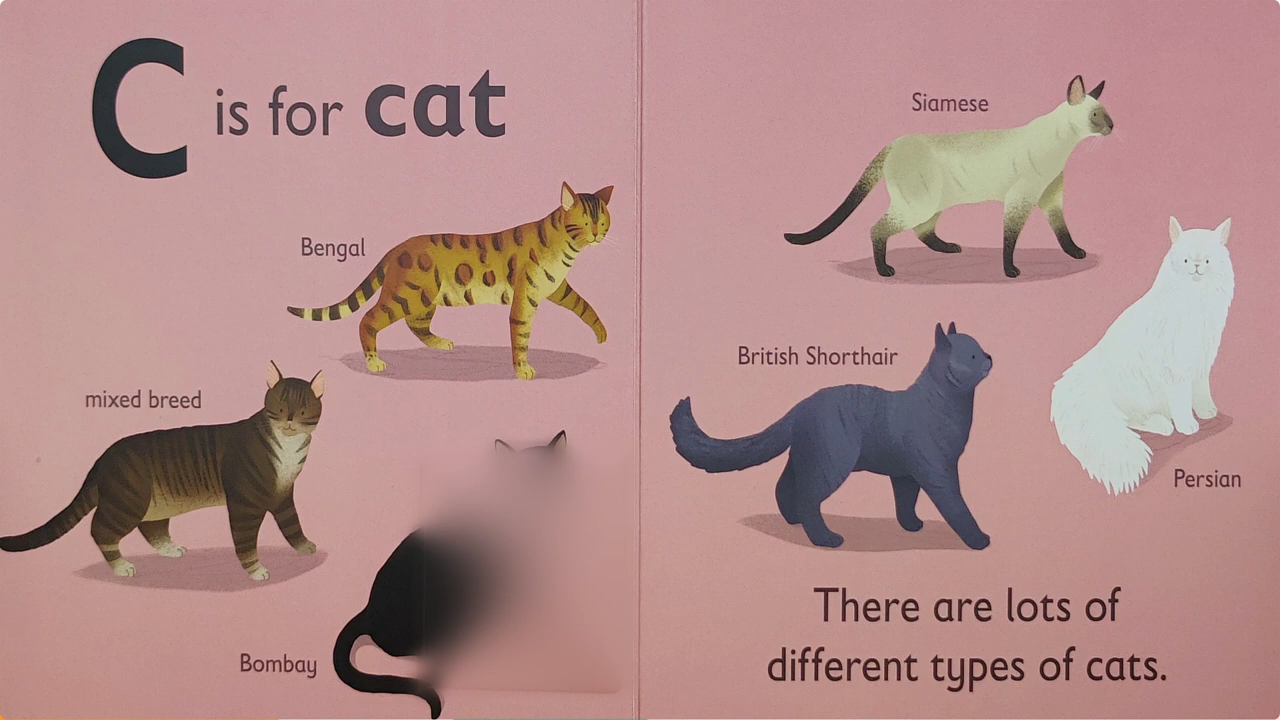 C is for cat
Bengal
mixed breed
Bombay
Siamese
British Shorthair
Persian
There are lots of
different types of cats.